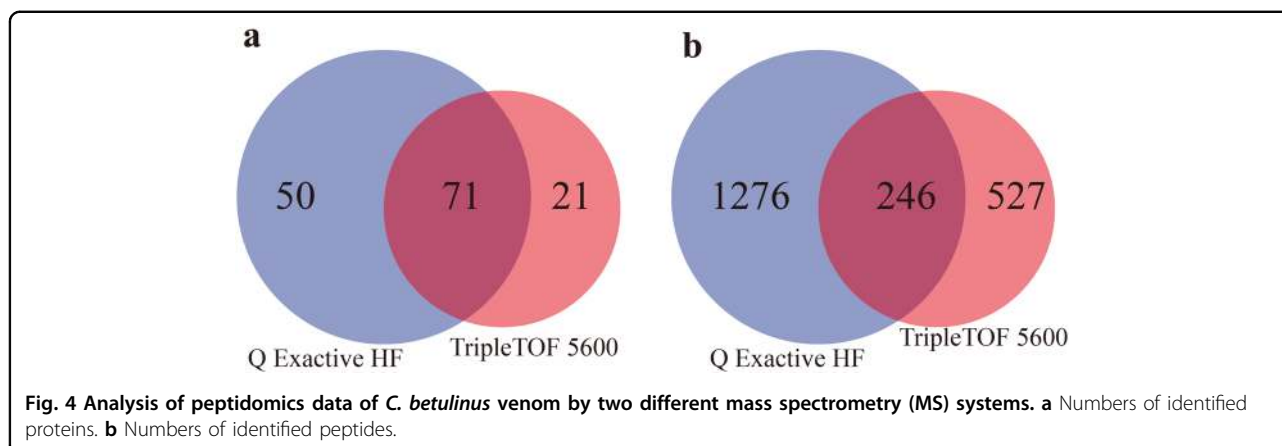 a
50
71
21
Q Exactive HF
TripleTOF 5600
b
1276
246
527
Q Exactive HF
TripleTOF 5600
Fig. 4 Analysis of peptidomics data of C. betulinus venom by two different mass spectrometry (MS) systems. a Numbers of identified
proteins. b Numbers of identified peptides.